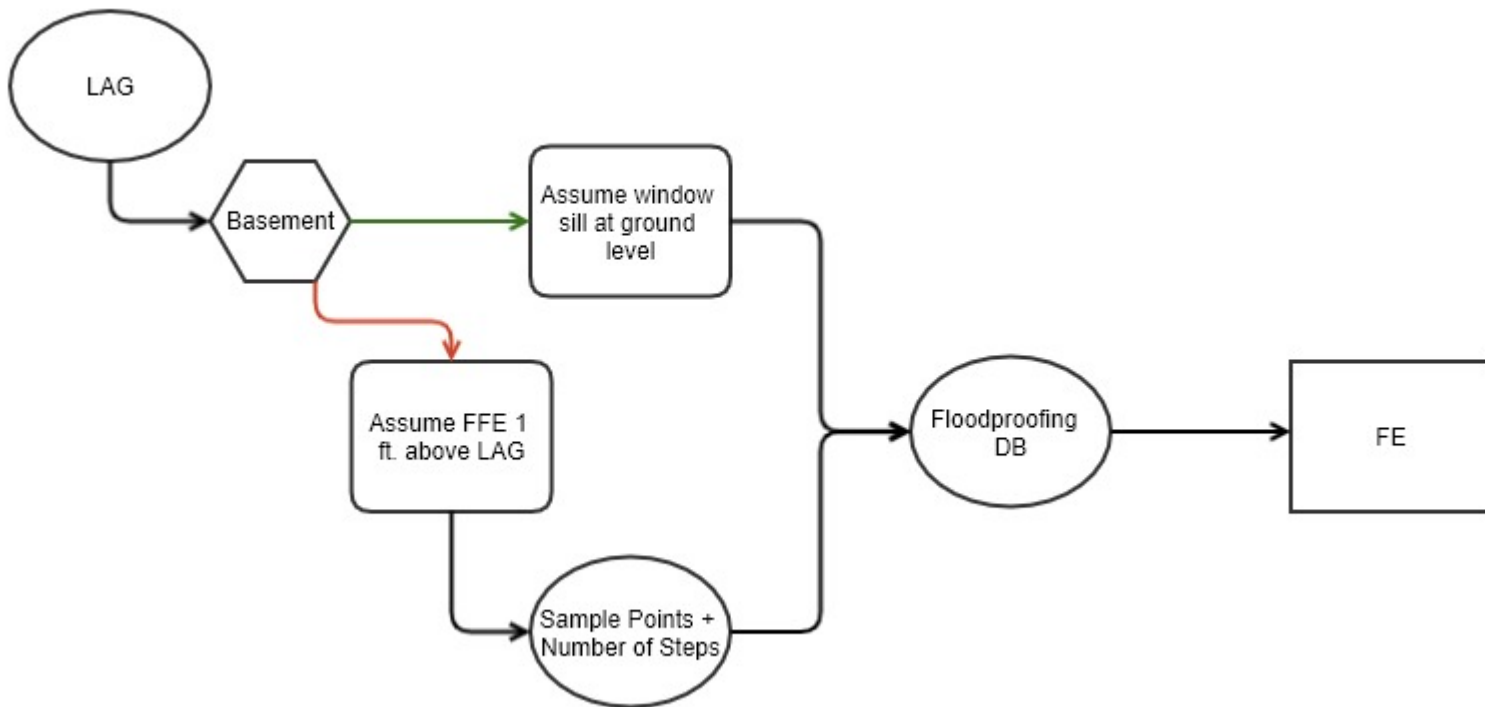 LAG
Basement
Assume window
sill at ground
level
Assume FFE 1
ft. above LAG
Sample Points +
Number of Steps
Floodproofing
DB
FE